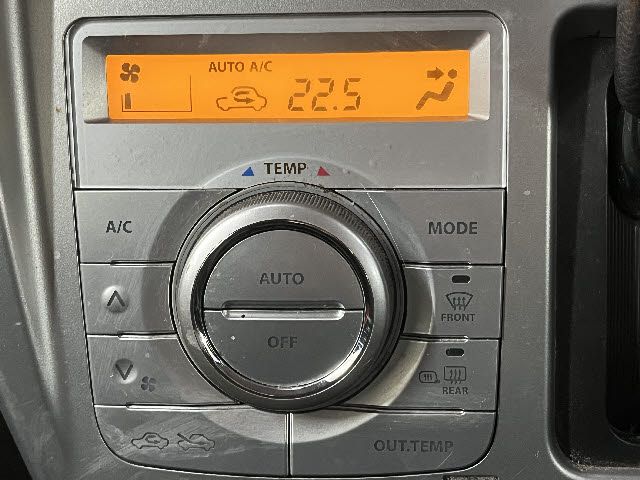 AUTO A/C
22.5
TEMP
A/C
MODE
AUTO
OFF
FRONT
REAR
OUT.TEMP